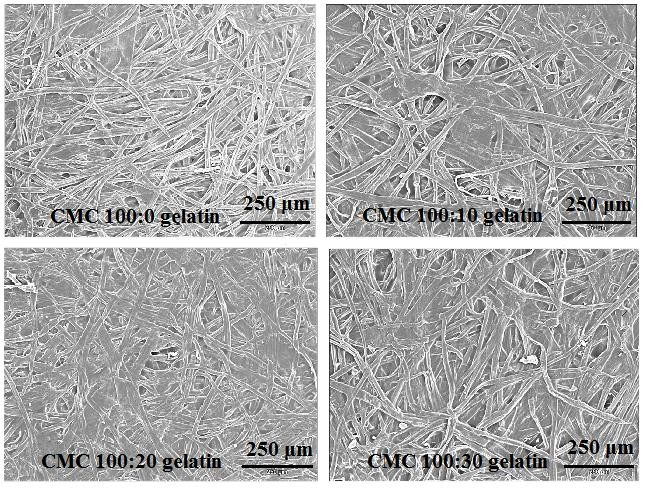 250 µm
CMC 100:0 gelatin
250 µm
CMC 100:10 gelatin
250 µm
CMC 100:20 gelatin
250 µm
CMC 100:30 gelatin